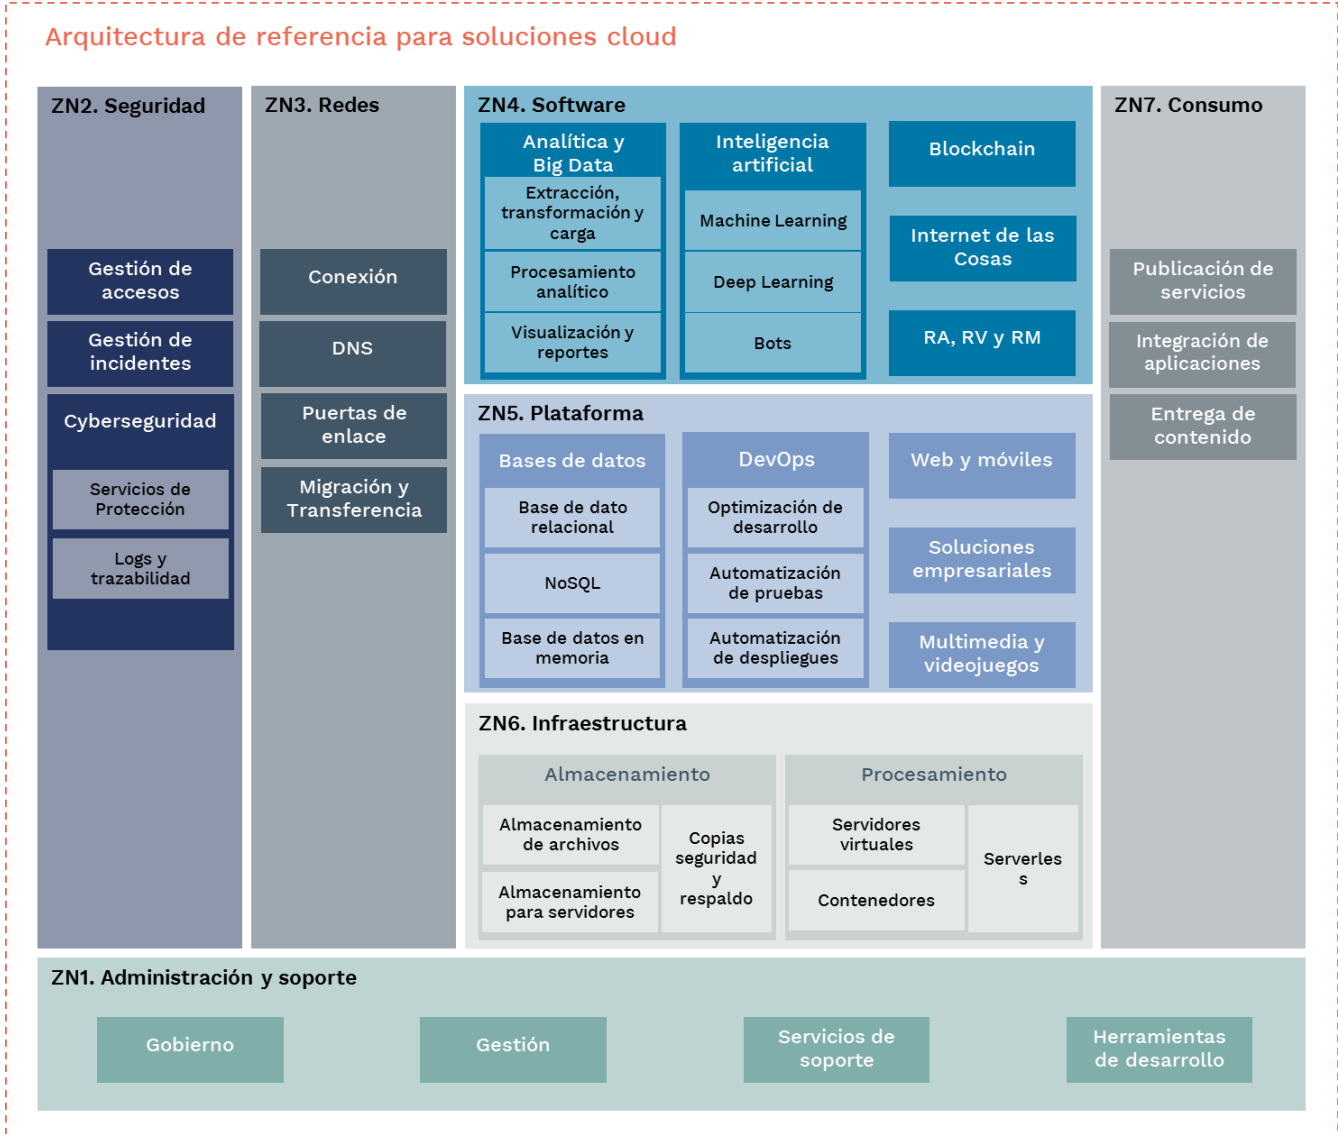 Arquitectura de referencia para soluciones cloud
ZN2. Seguridad
Gestión de
accesos
Gestión de
incidentes
Cyberseguridad
Servicios de
Protección
Logs y
trazabilidad
ZN3. Redes
Conexión
DNS
Puertas de
enlace
Migración y
Transferencia
ZN4. Software
Analítica y
Big Data
Extracción,
transformación y
carga
Procesamiento
analítico
Visualización y
reportes
Inteligencia
artificial
Machine Learning
Deep Learning
Bots
Blockchain
Internet de las
Cosas
RA, RV y RM
ZN5. Plataforma
Bases de datos
Base de dato
relacional
NoSQL
Base de datos en
memoria
DevOps
Optimización de
desarrollo
Automatización
de pruebas
Automatización
de despliegues
Web y móviles
Soluciones
empresariales
Multimedia y
videojuegos
ZN6. Infraestructura
Almacenamiento
Almacenamiento
de archivos
Almacenamiento
para servidores
Copias
seguridad
y
respaldo
Procesamiento
Servidores
virtuales
Contenedores
Serverles
s
ZN7. Consumo
Publicación de
servicios
Integración de
aplicaciones
Entrega de
contenido
ZN1. Administración y soporte
Gobierno
Gestión
Servicios de
soporte
Herramientas
de desarrollo